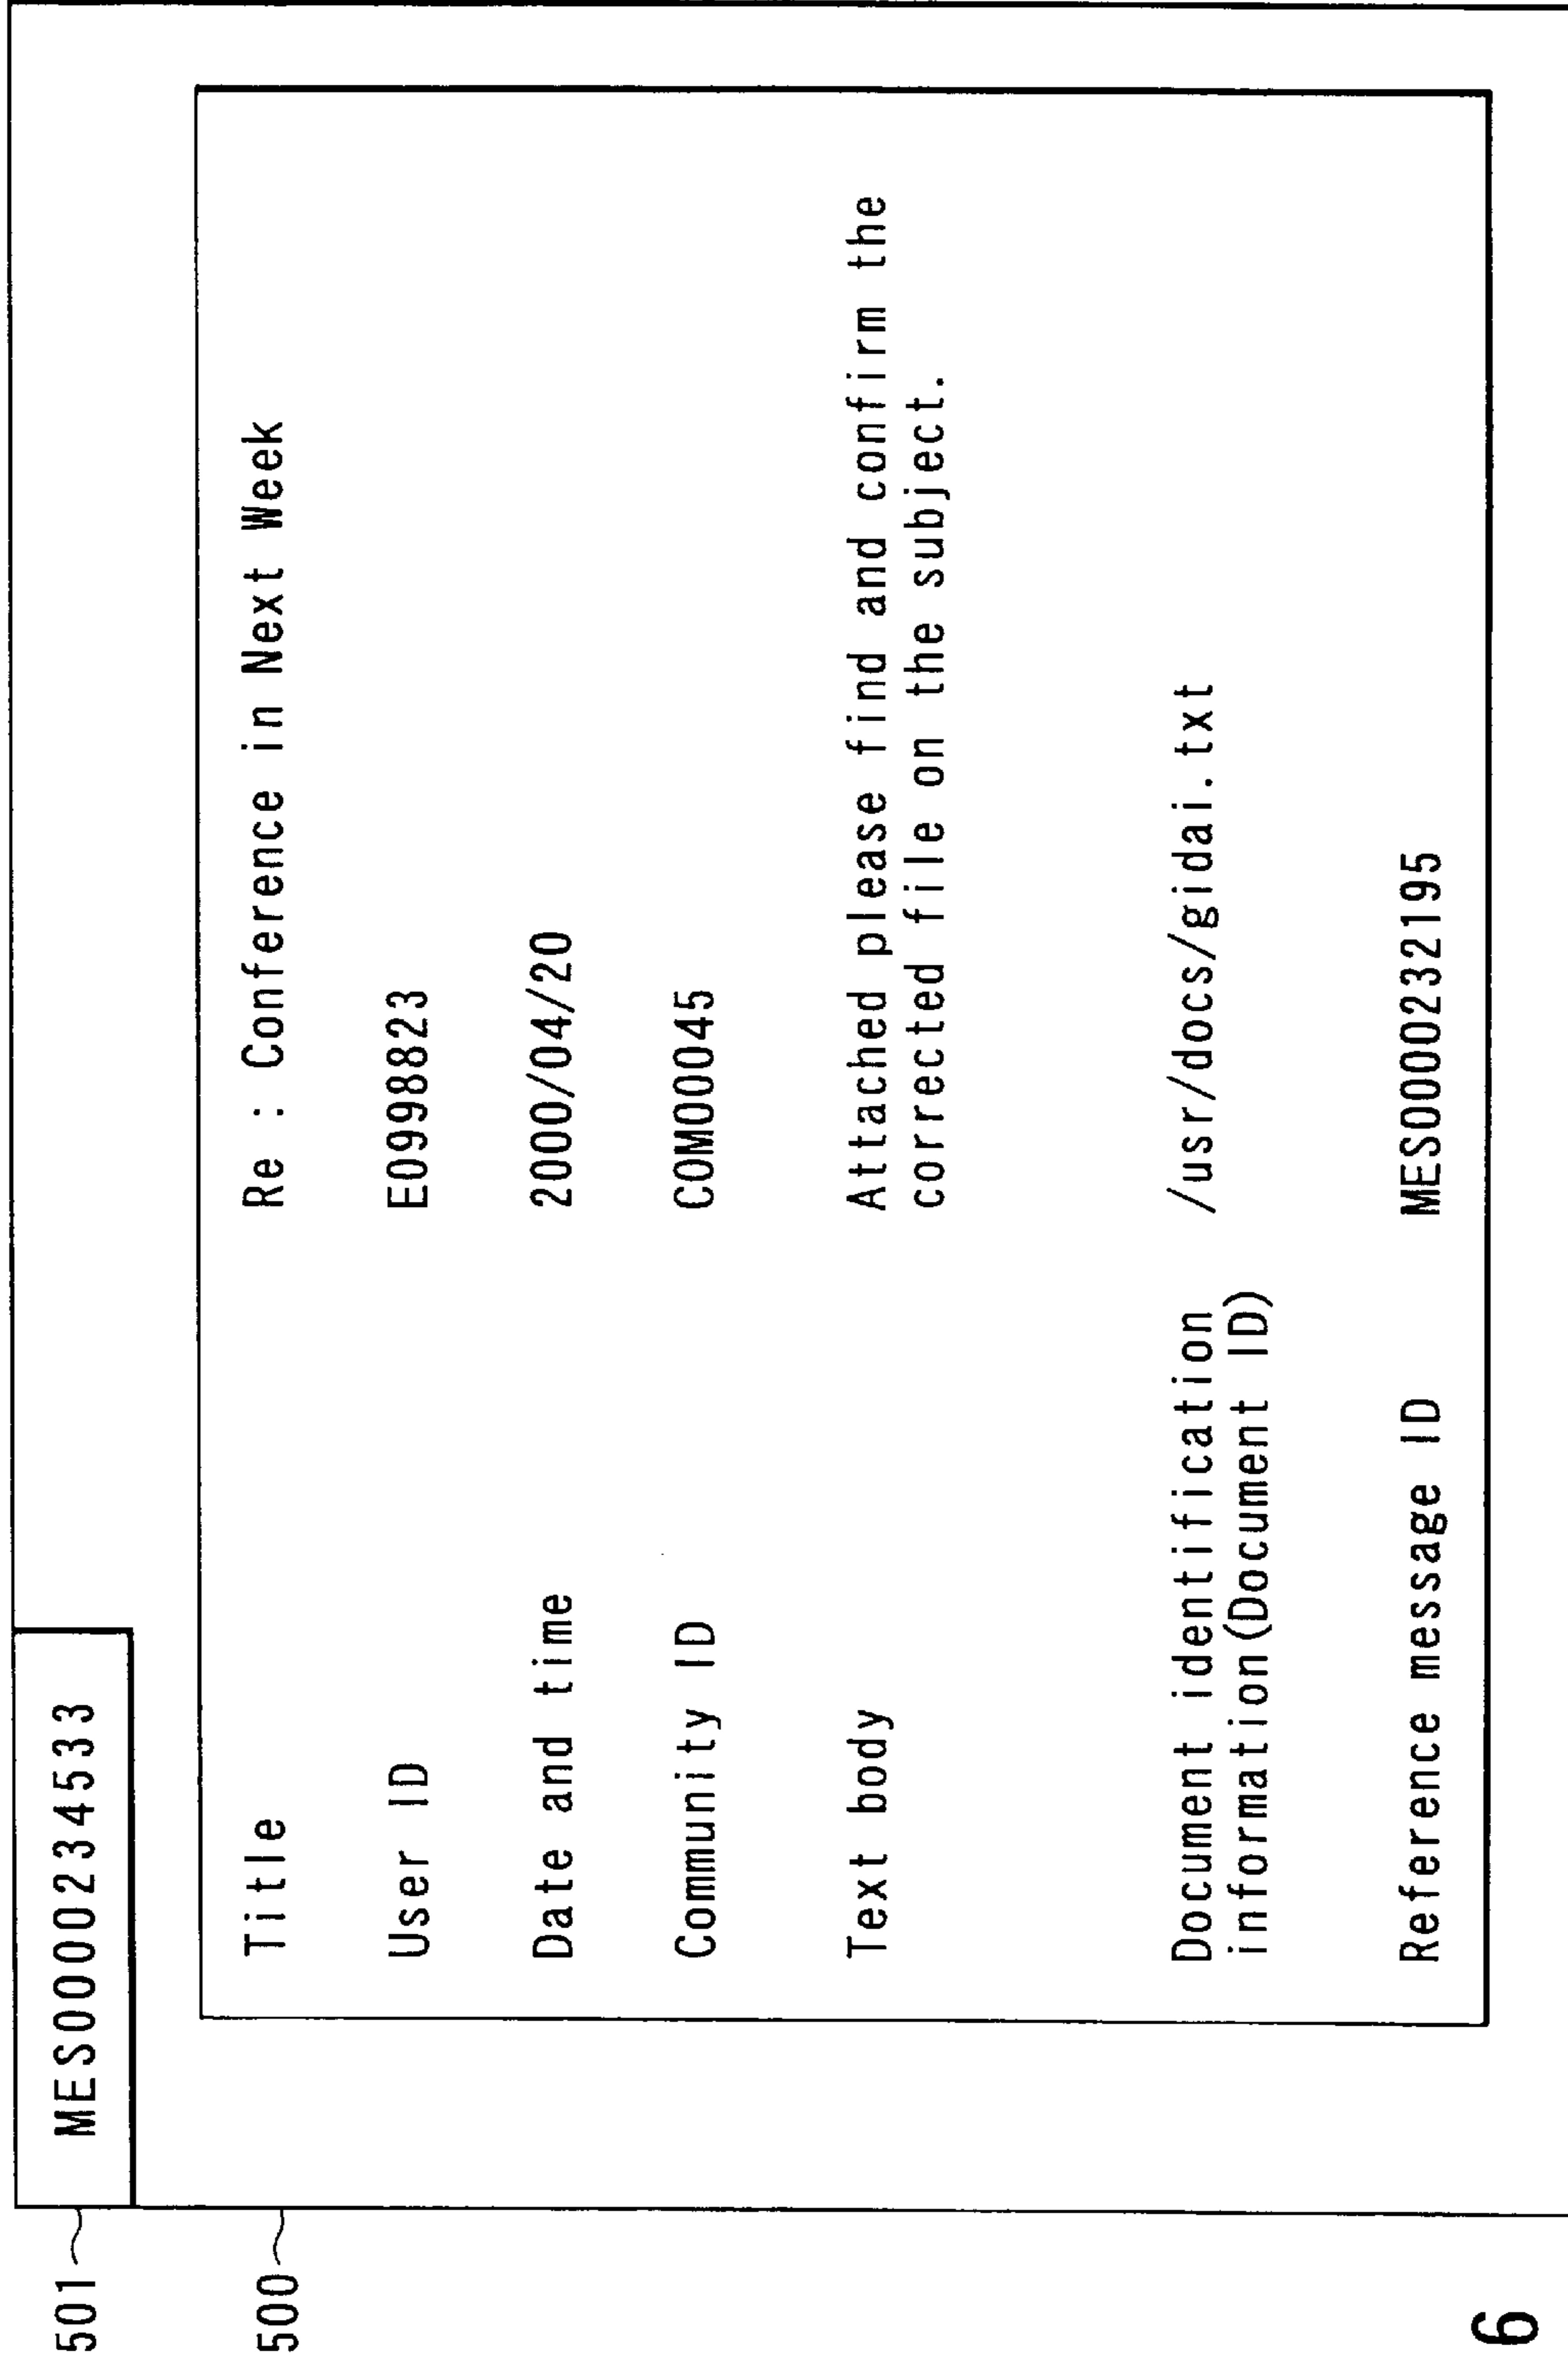 501
MES0000234533
500
Title Re : Conference in Next Week
User ID E0998823
Date and time 2000/04/20
Community ID COM00045
Text body Attached please find and confirm the
corrected file on the subject.
Document identification /usr/docs/gidai.txt
information(Document ID)
Reference message ID MES0000232195
6